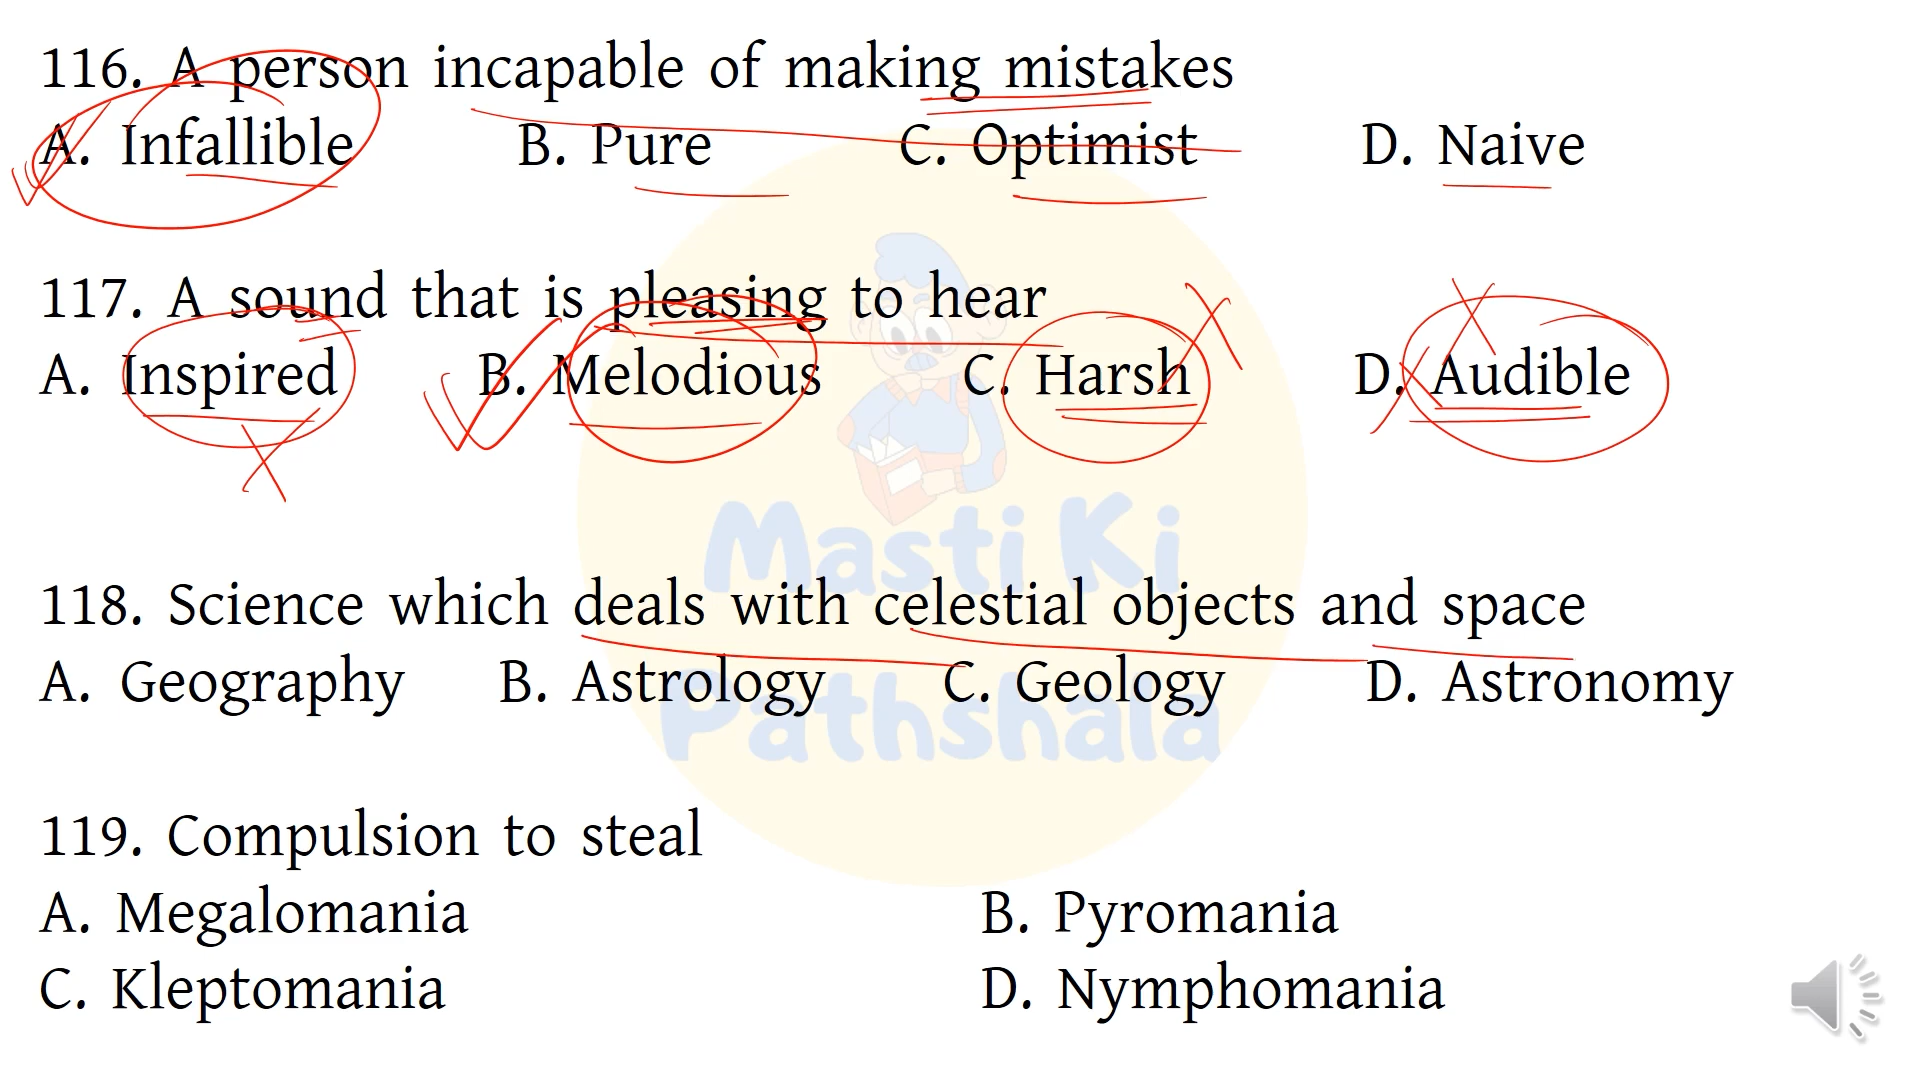 116. A person incapable of making mistakes
A. Infallible B. Pure C. Optimist D. Naive
117. A sound that is pleasing to hear
A. Inspired B. Melodious C. Harsh D. Audible
Masti Ki
118. Science which deals with celestial objects and space
A. Geography B. Astrology C. Geology D. Astronomy
Pathshala
119. Compulsion to steal
A. Megalomania B. Pyromania
C. Kleptomania D. Nymphomania